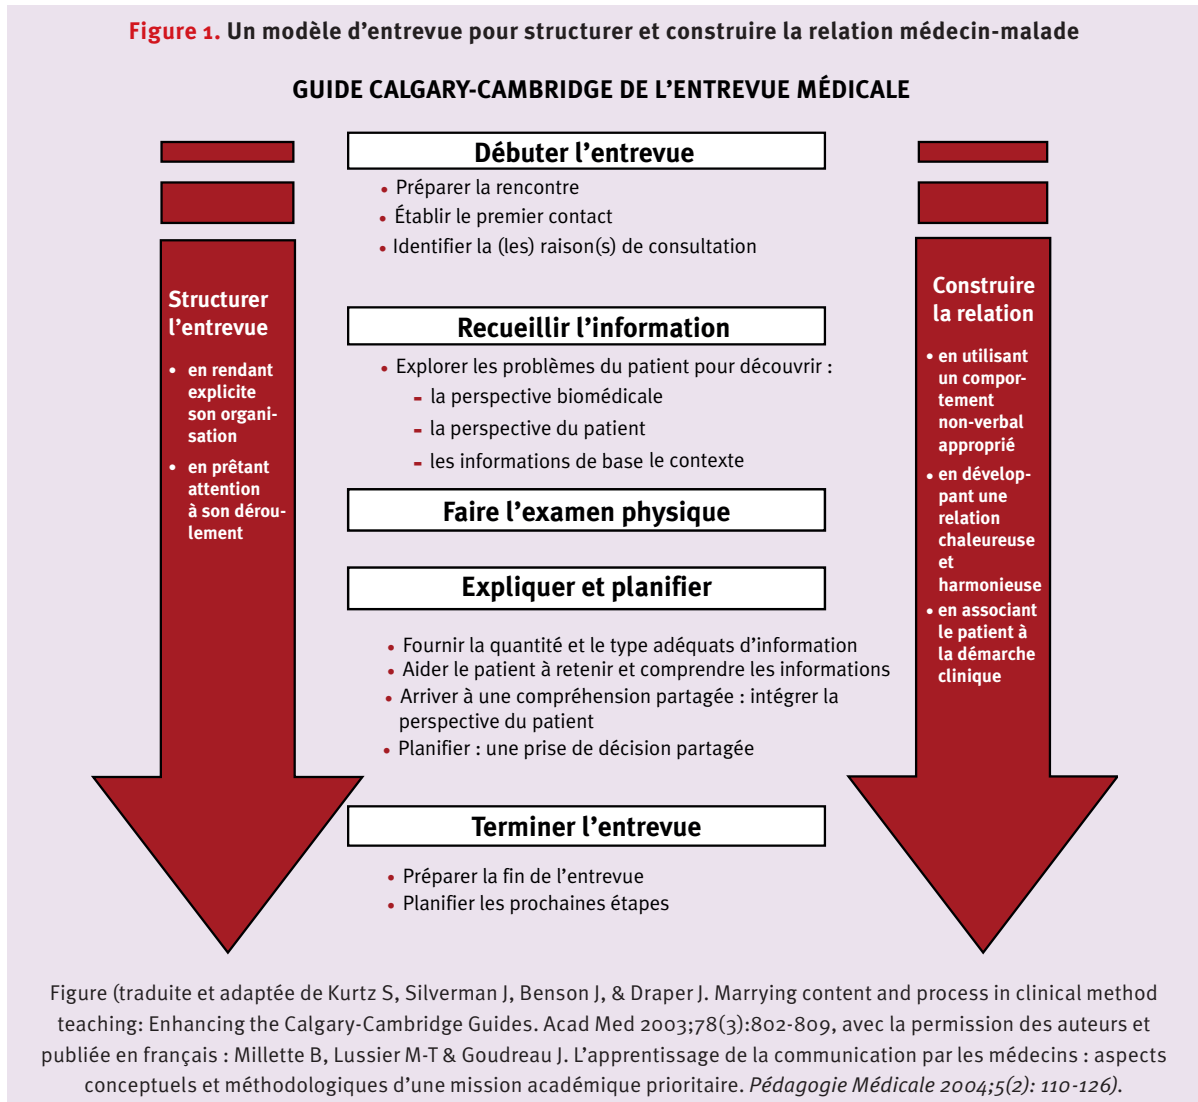 Figure 1. Un modèle d’entrevue pour structurer et construire la relation médecin-malade
GUIDE CALGARY-CAMBRIDGE DE L’ENTREVUE MÉDICALE
Débuter l’entrevue
• Préparer la rencontre
• Établir le premier contact
• Identifier la (les) raison(s) de consultation
Structurer
l’entrevue
• en rendant
explicite
son organi-
sation
• en prêtant
attention
à son dérou-
lement
Recueillir l’information
• Explorer les problèmes du patient pour découvrir :
- la perspective biomédicale
- la perspective du patient
- les informations de base le contexte
Faire l’examen physique
Expliquer et planifier
• Fournir la quantité et le type adéquats d’information
• Aider le patient à retenir et comprendre les informations
• Arriver à une compréhension partagée : intégrer la
perspective du patient
• Planifier : une prise de décision partagée
Terminer l’entrevue
• Préparer la fin de l’entrevue
• Planifier les prochaines étapes
Construire
la relation
• en utilisant
un compor-
tement
non-verbal
approprié
• en dévelop-
pant une
relation
chaleureuse
et
harmonieuse
• en associant
le patient à
la démarche
clinique
Figure (traduite et adaptée de Kurtz S, Silverman J, Benson J, & Draper J. Marrying content and process in clinical method
teaching: Enhancing the Calgary-Cambridge Guides. Acad Med 2003;78(3):802-809, avec la permission des auteurs et
publiée en français : Millette B, Lussier M-T & Goudreau J. L’apprentissage de la communication par les médecins : aspects
conceptuels et méthodologiques d’une mission académique prioritaire. Pédagogie Médicale 2004;5(2): 110-126).